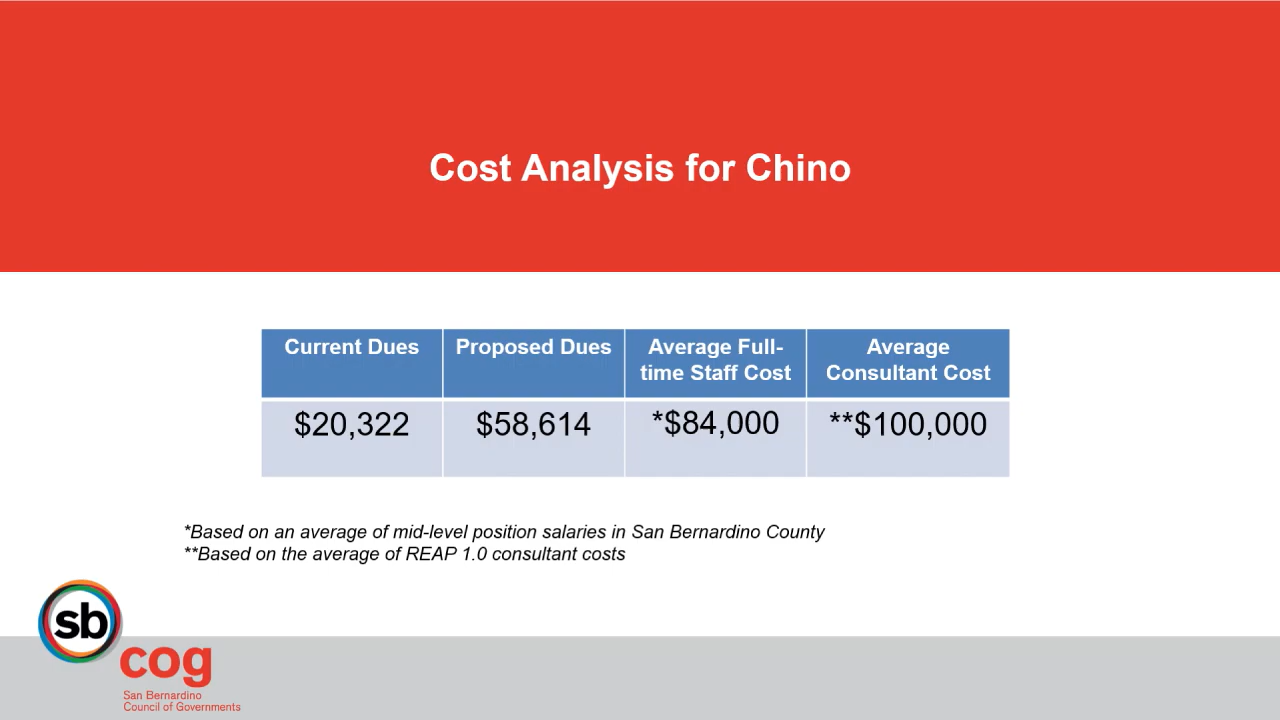 Cost Analysis for Chino
Current Dues
Proposed Dues
Average Full-
time Staff Cost
Average
Consultant Cost
$20,322
$58,614
*$84,000
**$100,000
*Based on an average of mid-level position salaries in San Bernardino County
**Based on the average of REAP 1.0 consultant costs
sb
cog
San Bernardino
Council of Governments